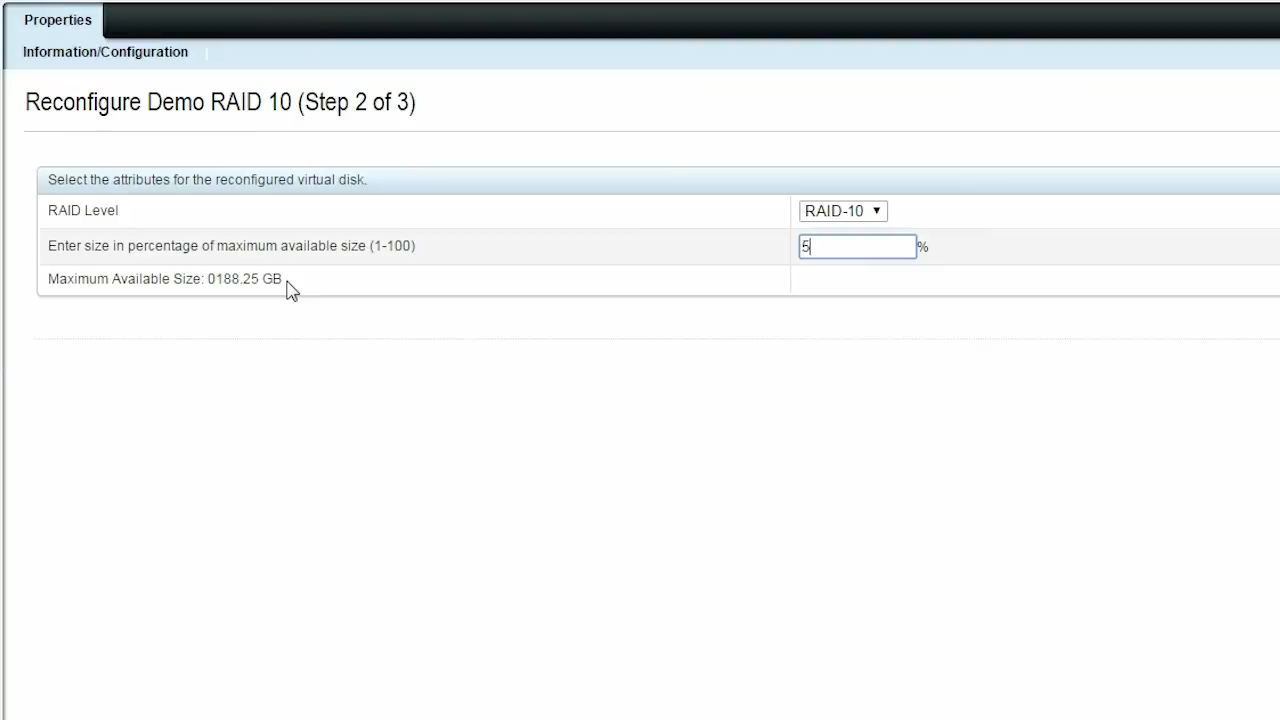 Properties
Information/Configuration
Reconfigure Demo RAID 10 (Step 2 of 3)
Select the attributes for the reconfigured virtual disk.
RAID Level RAID-10
Enter size in percentage of maximum available size (1-100) 5 %
Maximum Available Size: 0188.25 GB